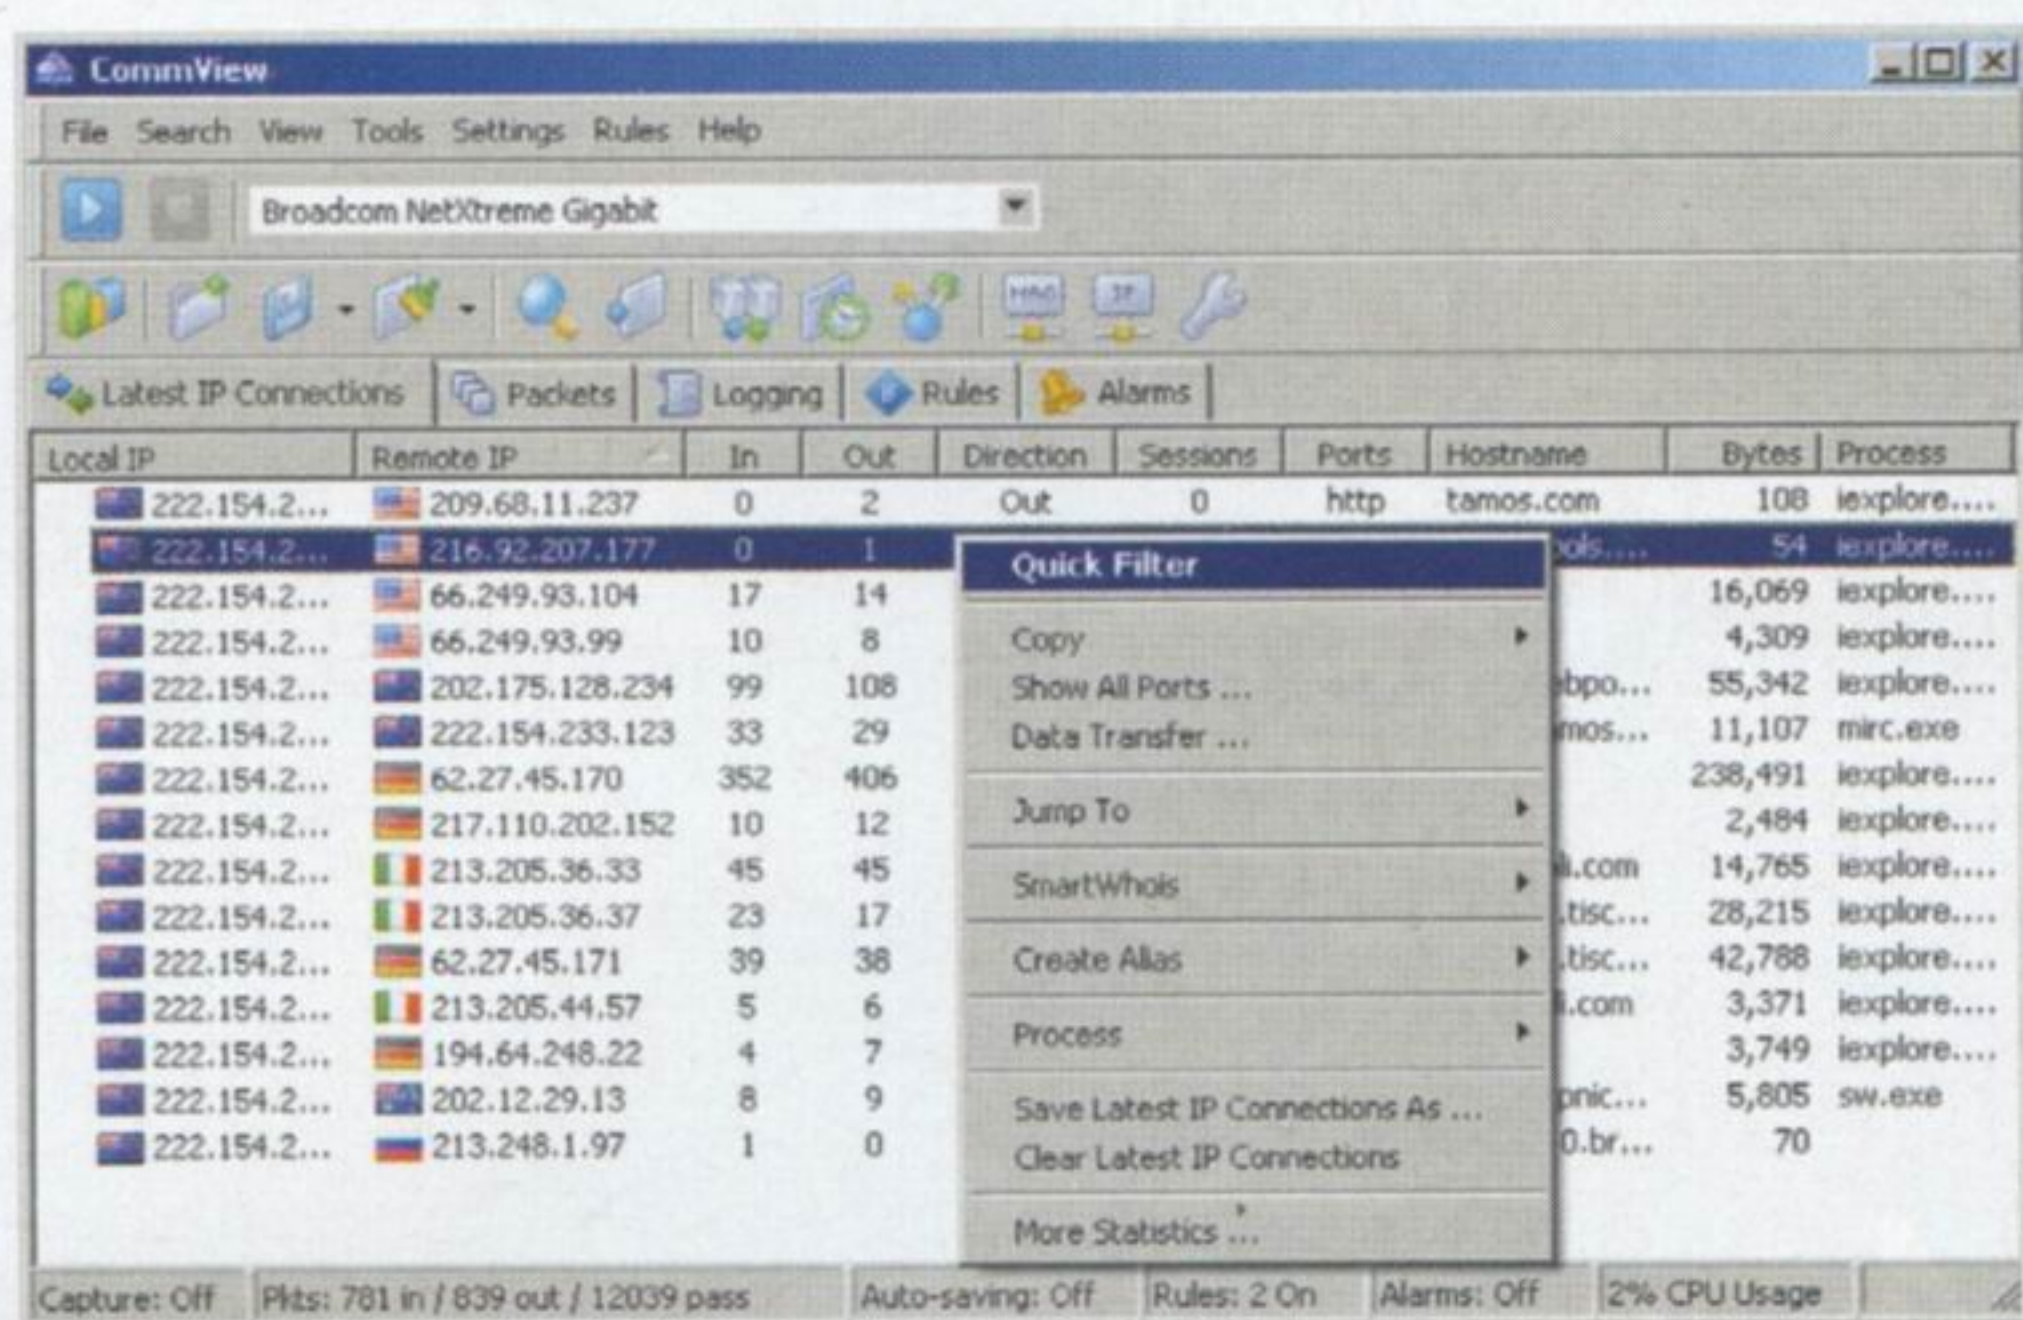 CommView
File Search View Tools Settings Rules Help
Broadcom NetXtreme Gigabit
MAC IP
Latest IP Connections Packets Logging Rules Alarms
Local IP Remote IP In Out Direction Sessions Ports Hostname Bytes Process
222.154.2... 209.68.11.237 0 2 Out 0 http tamos.com 108 iexplore....
222.154.2... 216.92.207.177 0 1 ols.... 54 iexplore....
Quick Filter
222.154.2... 66.249.93.104 17 14 16,069 iexplore....
222.154.2... 66.249.93.99 10 8 4,309 iexplore....
Copy
222.154.2... 202.175.128.234 99 108 bpo... 55,342 iexplore....
Show All Ports ...
222.154.2... 222.154.233.123 33 29 mos... 11,107 mirc.exe
Data Transfer ...
222.154.2... 62.27.45.170 352 406 238,491 iexplore....
222.154.2... 217.110.202.152 10 12 2,484 iexplore....
Jump To
222.154.2... 213.205.36.33 45 45 i.com 14,765 iexplore....
SmartWhois
222.154.2... 213.205.36.37 23 17 .tisc... 28,215 iexplore....
222.154.2... 62.27.45.171 39 38 .tisc... 42,788 iexplore....
Create Alias
222.154.2... 213.205.44.57 5 6 i.com 3,371 iexplore....
Process
222.154.2... 194.64.248.22 4 7 3,749 iexplore....
222.154.2... 202.12.29.13 8 9 pnic... 5,805 sw.exe
Save Latest IP Connections As ...
222.154.2... 213.248.1.97 1 0 0.br... 70
Clear Latest IP Connections
More Statistics ...
Capture: Off Pkts: 781 in / 839 out / 12039 pass Auto-saving: Off Rules: 2 On Alarms: Off 2% CPU Usage